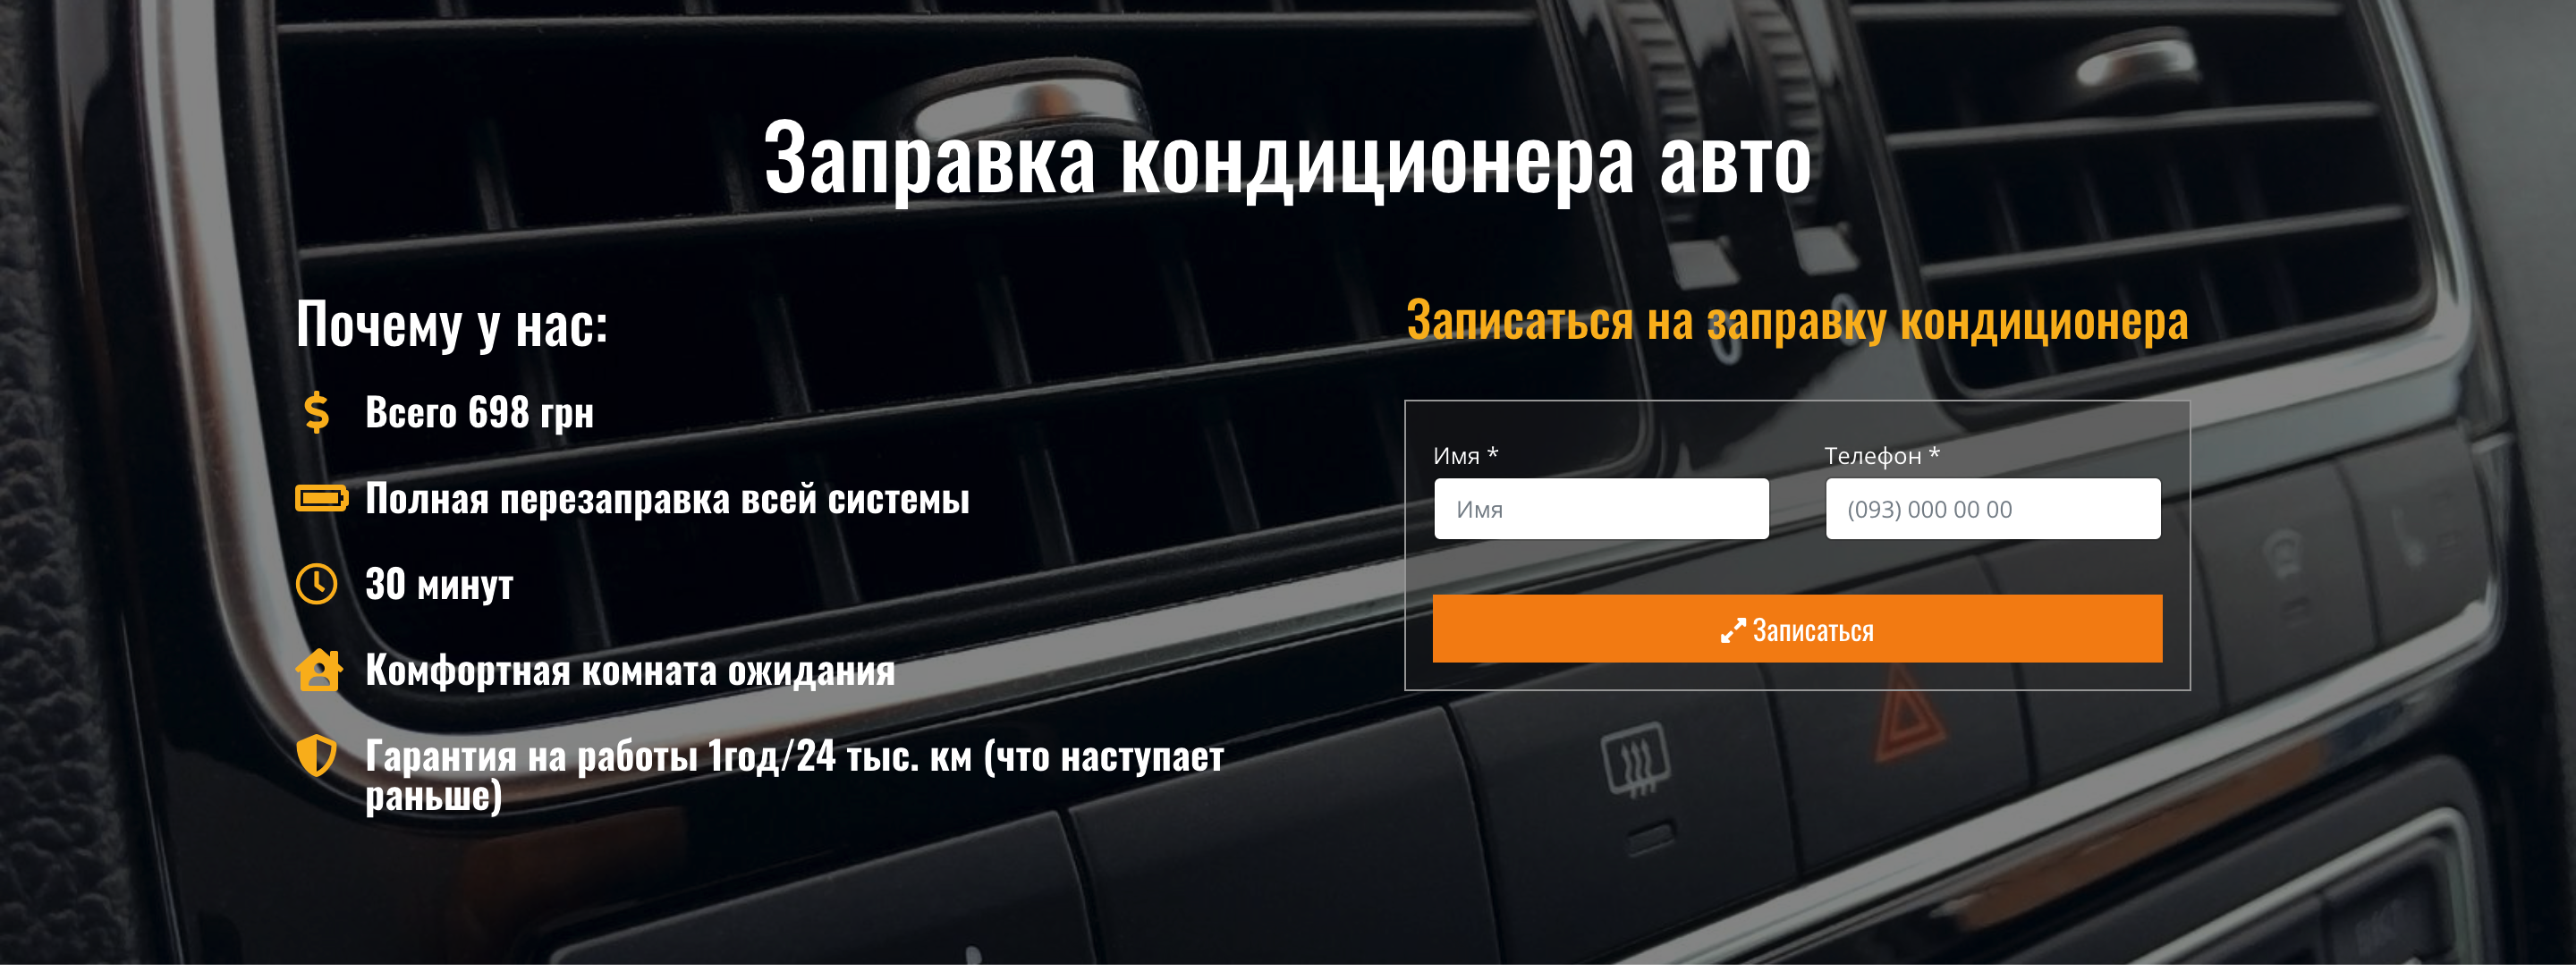 Заправка кондиционера авто
Почему у нас:
Всего 698 грн
Полная перезаправка всей системы
30 минут
Комфортная комната ожидания
Гарантия на работы 1год/24 тыс. км (что наступает
раньше)
Записаться на заправку кондиционера
Имя *
Телефон *
Имя
(093) 000 00 00
Записаться